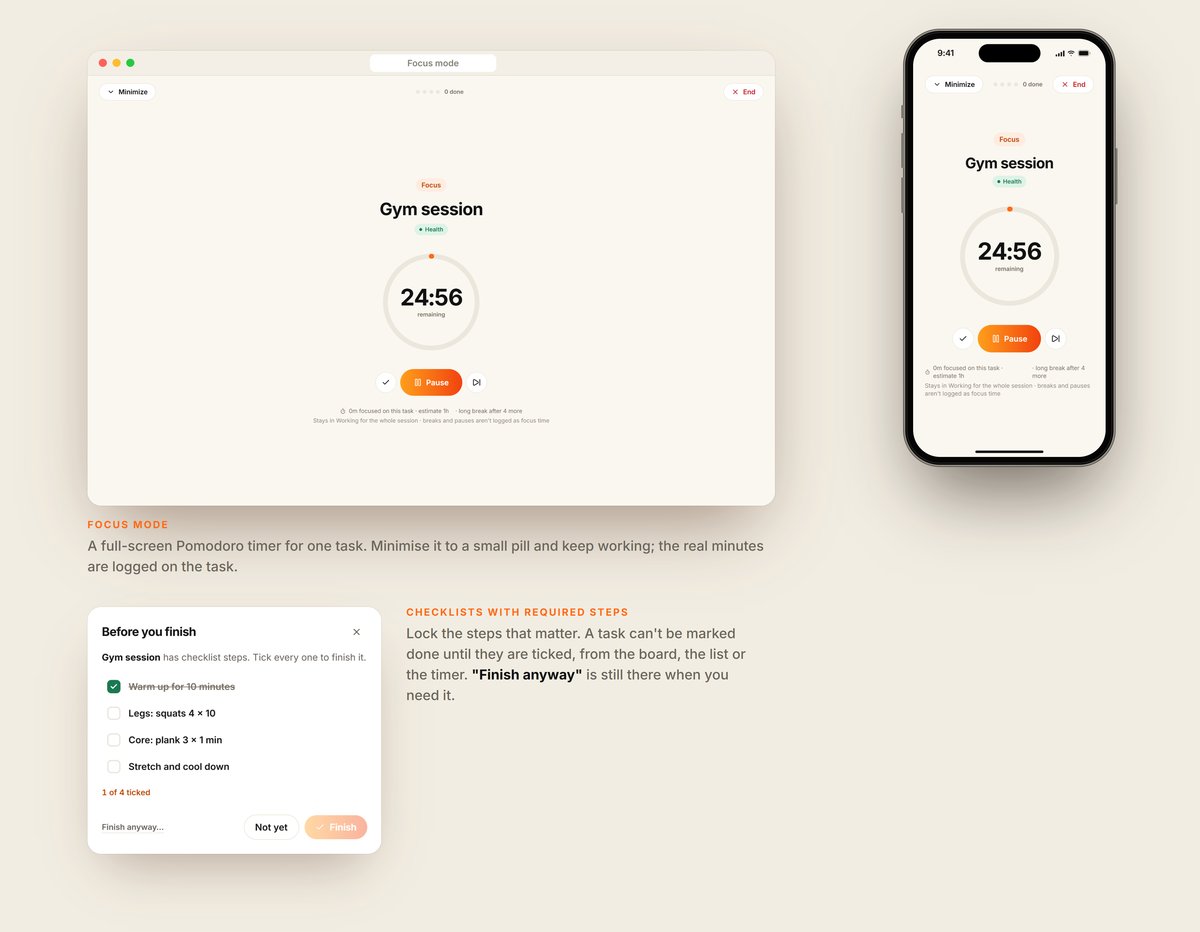 Focus mode
Minimize
0 done
End
Focus
Gym session
Health
24:56
remaining
Pause
0m focused on this task · estimate 1h · long break after 4 more
Stays in Working for the whole session · breaks and pauses aren't logged as focus time
9:41
Minimize
0 done
End
Focus
Gym session
Health
24:56
remaining
Pause
0m focused on this task ·
estimate 1h
· long break after 4
more
Stays in Working for the whole session · breaks and pauses
aren't logged as focus time
FOCUS MODE
A full-screen Pomodoro timer for one task. Minimise it to a small pill and keep working; the real minutes
are logged on the task.
Before you finish
Gym session has checklist steps. Tick every one to finish it.
Warm up for 10 minutes
Legs: squats 4 × 10
Core: plank 3 × 1 min
Stretch and cool down
1 of 4 ticked
Finish anyway...
Not yet
Finish
CHECKLISTS WITH REQUIRED STEPS
Lock the steps that matter. A task can't be marked
done until they are ticked, from the board, the list or
the timer. "Finish anyway" is still there when you
need it.